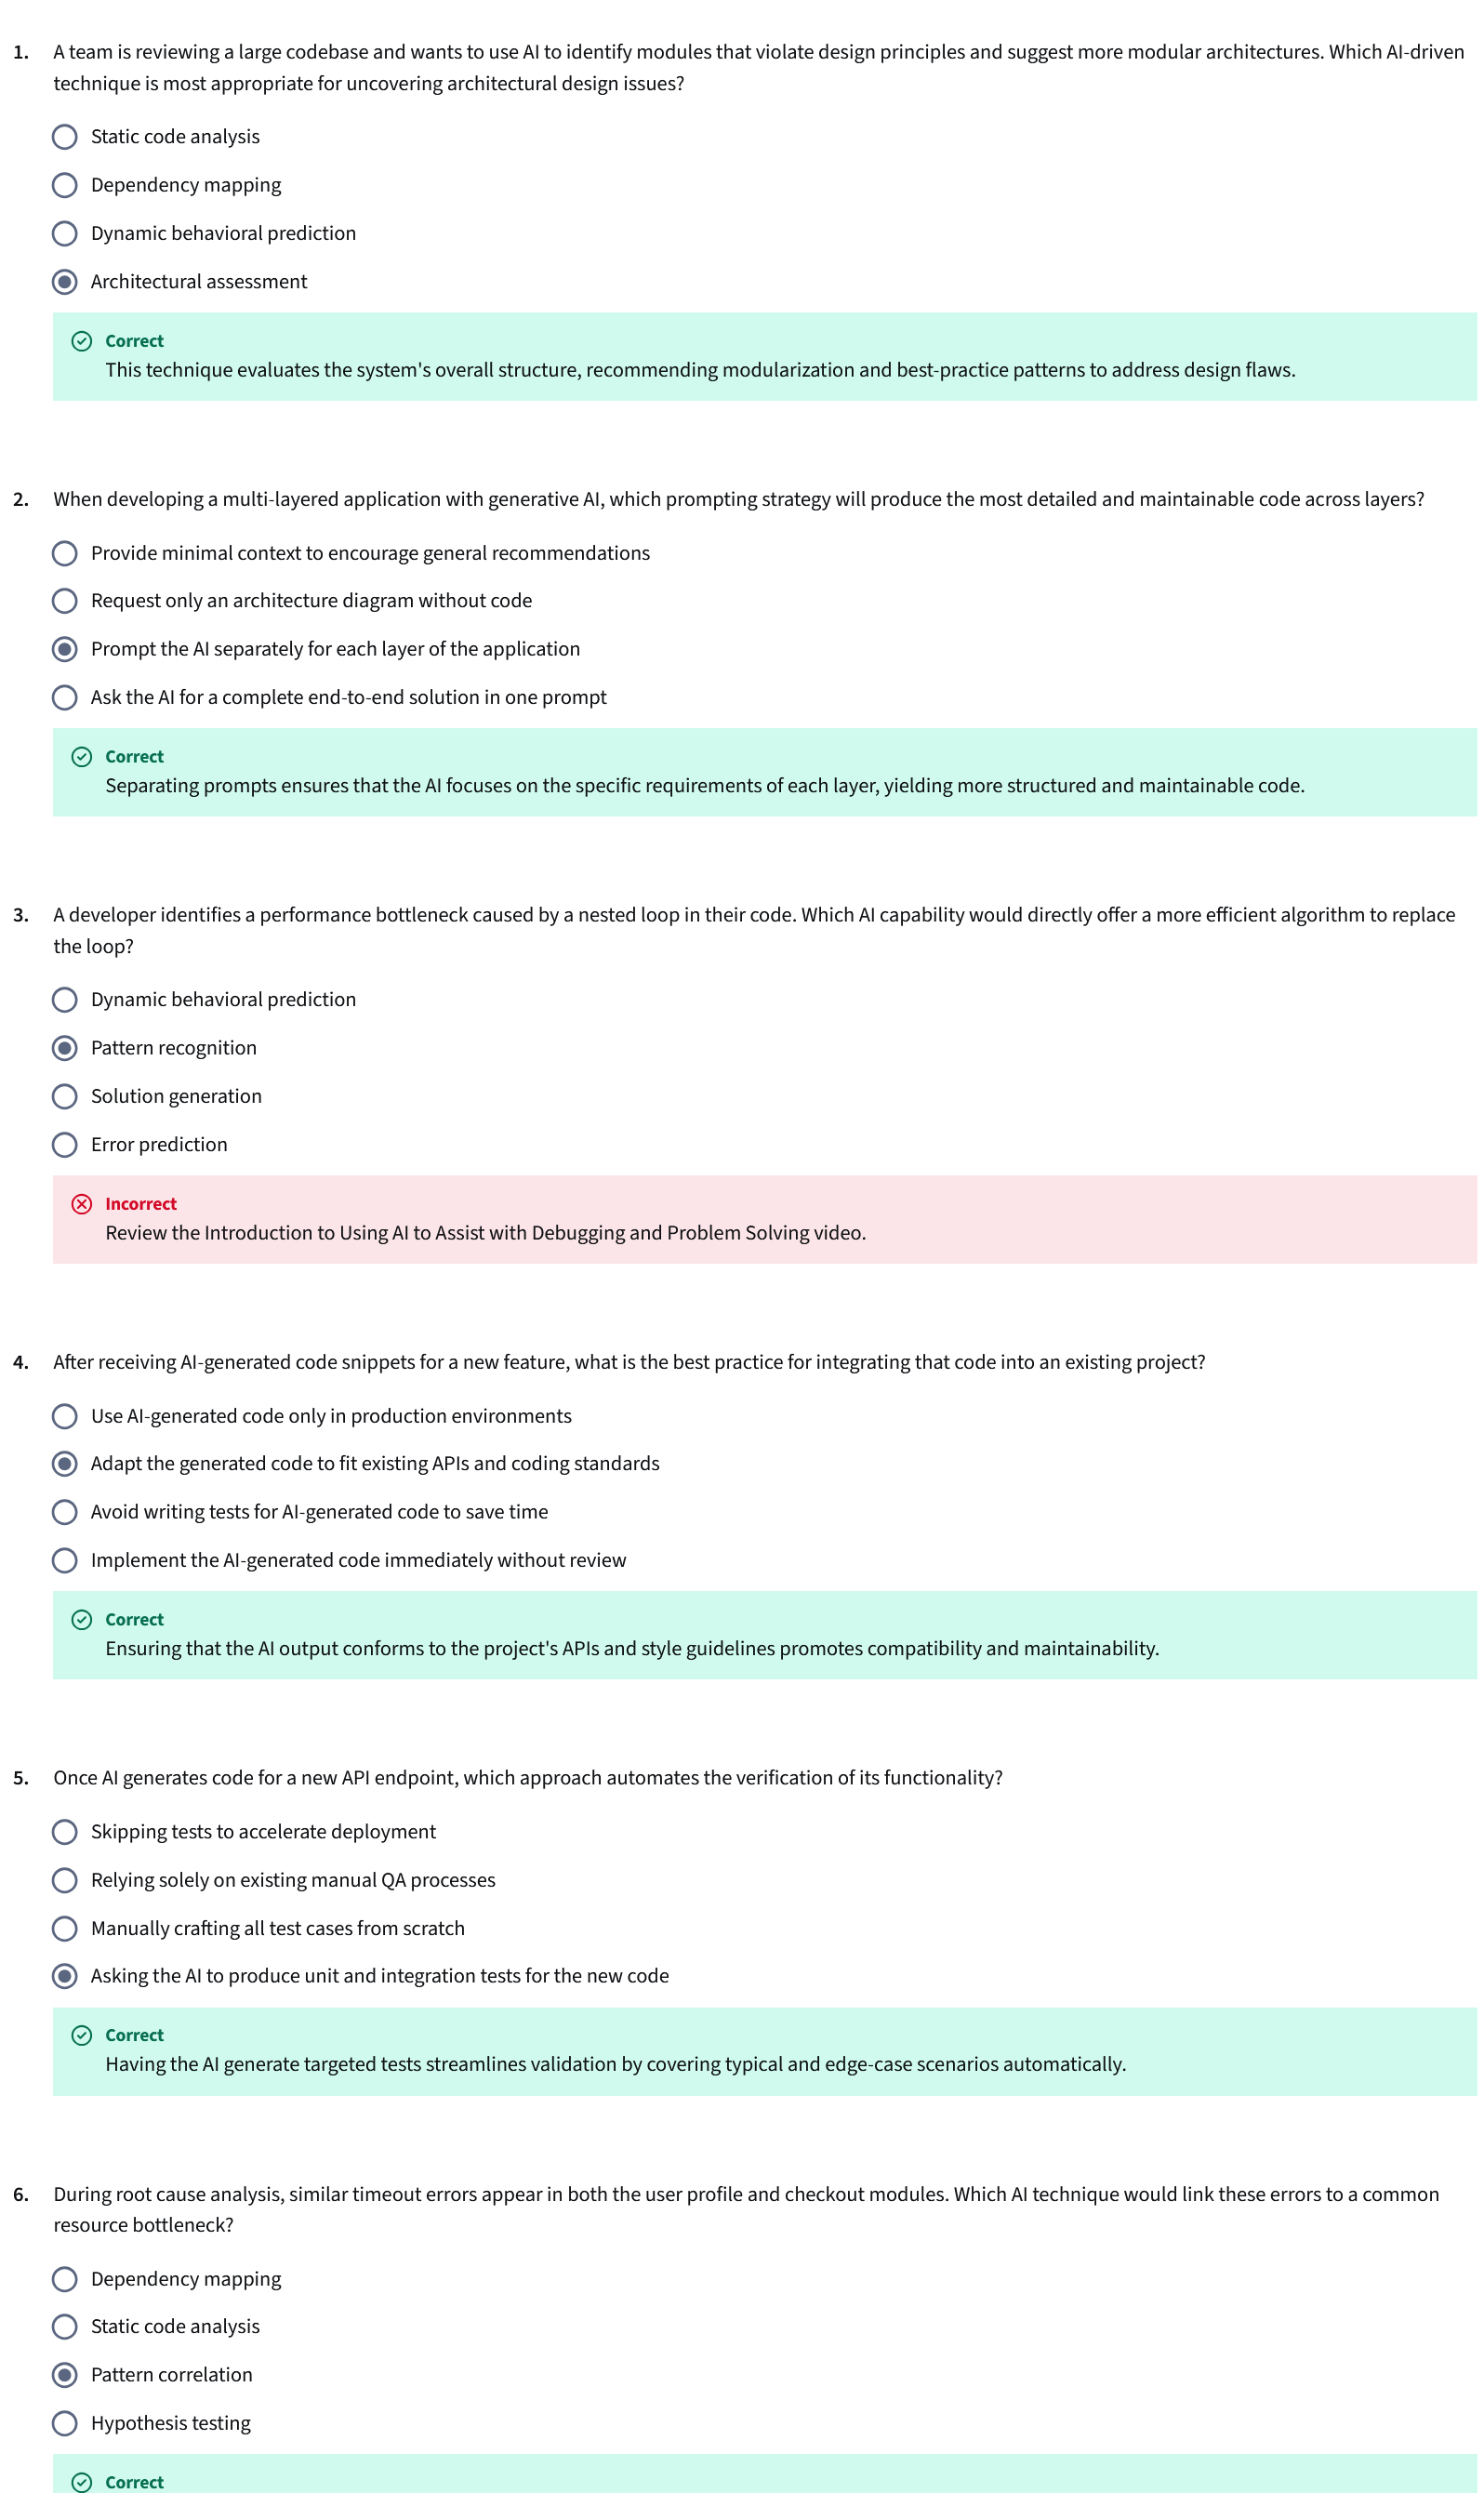 1. A team is reviewing a large codebase and wants to use AI to identify modules that violate design principles and suggest more modular architectures. Which AI-driven
technique is most appropriate for uncovering architectural design issues?
Static code analysis
Dependency mapping
Dynamic behavioral prediction
Architectural assessment
Correct
This technique evaluates the system's overall structure, recommending modularization and best-practice patterns to address design flaws.
2. When developing a multi-layered application with generative AI, which prompting strategy will produce the most detailed and maintainable code across layers?
Provide minimal context to encourage general recommendations
Request only an architecture diagram without code
Prompt the AI separately for each layer of the application
Ask the AI for a complete end-to-end solution in one prompt
Correct
Separating prompts ensures that the AI focuses on the specific requirements of each layer, yielding more structured and maintainable code.
3. A developer identifies a performance bottleneck caused by a nested loop in their code. Which AI capability would directly offer a more efficient algorithm to replace
the loop?
Dynamic behavioral prediction
Pattern recognition
Solution generation
Error prediction
Incorrect
Review the Introduction to Using AI to Assist with Debugging and Problem Solving video.
4. After receiving AI-generated code snippets for a new feature, what is the best practice for integrating that code into an existing project?
Use AI-generated code only in production environments
Adapt the generated code to fit existing APIs and coding standards
Avoid writing tests for AI-generated code to save time
Implement the AI-generated code immediately without review
Correct
Ensuring that the AI output conforms to the project's APIs and style guidelines promotes compatibility and maintainability.
5. Once AI generates code for a new API endpoint, which approach automates the verification of its functionality?
Skipping tests to accelerate deployment
Relying solely on existing manual QA processes
Manually crafting all test cases from scratch
Asking the AI to produce unit and integration tests for the new code
Correct
Having the AI generate targeted tests streamlines validation by covering typical and edge-case scenarios automatically.
6. During root cause analysis, similar timeout errors appear in both the user profile and checkout modules. Which AI technique would link these errors to a common
resource bottleneck?
Dependency mapping
Static code analysis
Pattern correlation
Hypothesis testing
Correct